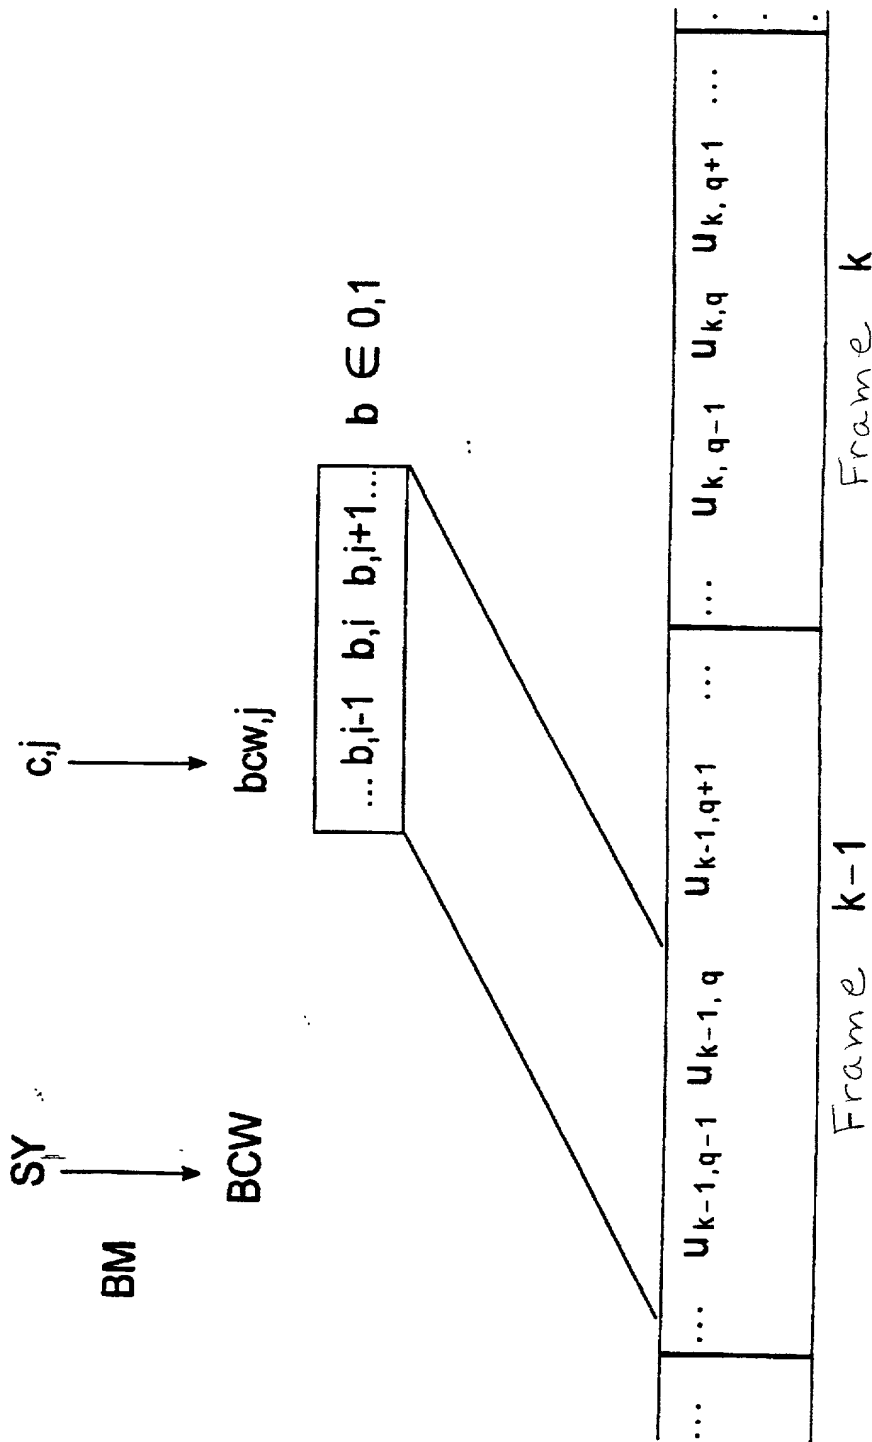 SY
c,j
BM
BCW
bcw,j
... b,i-1 b,i b,i+1... b ∈ 0,1
... ... u k-1,q-1 u k-1,q u k-1,q+1 ... ... u k,q-1 u k,q u k,q+1 ... . . .
Frame k-1 Frame k